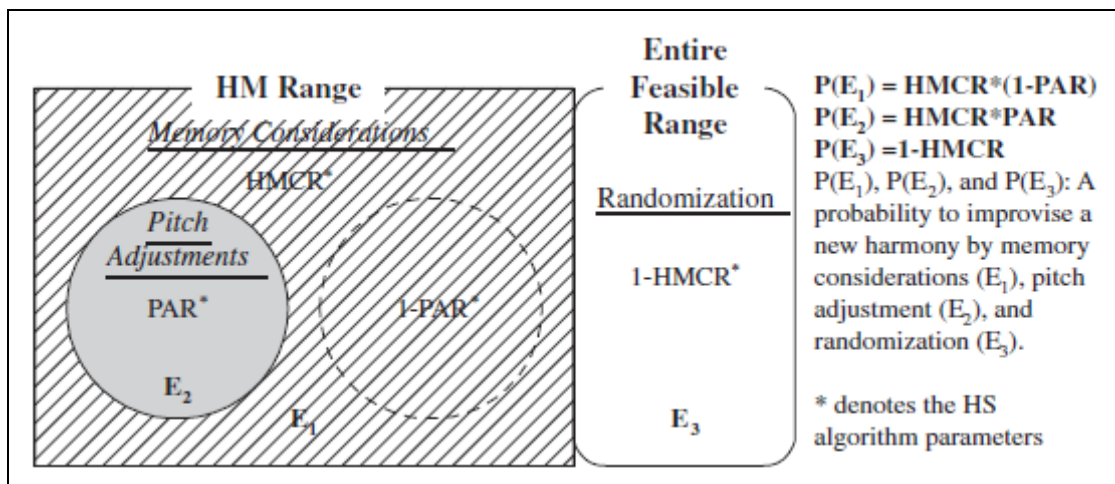 HM Range
Memory Considerations
HMCR*
Pitch
Adjustments
PAR*
E₂
1-PAR*
E₁
Entire
Feasible
Range
Randomization
1-HMCR*
E₃
P(E₁) = HMCR*(1-PAR)
P(E₂) = HMCR*PAR
P(E₃) =1-HMCR
P(E₁), P(E₂), and P(E₃): A
probability to improvise a
new harmony by memory
considerations (E₁), pitch
adjustment (E₂), and
randomization (E₃).
* denotes the HS
algorithm parameters